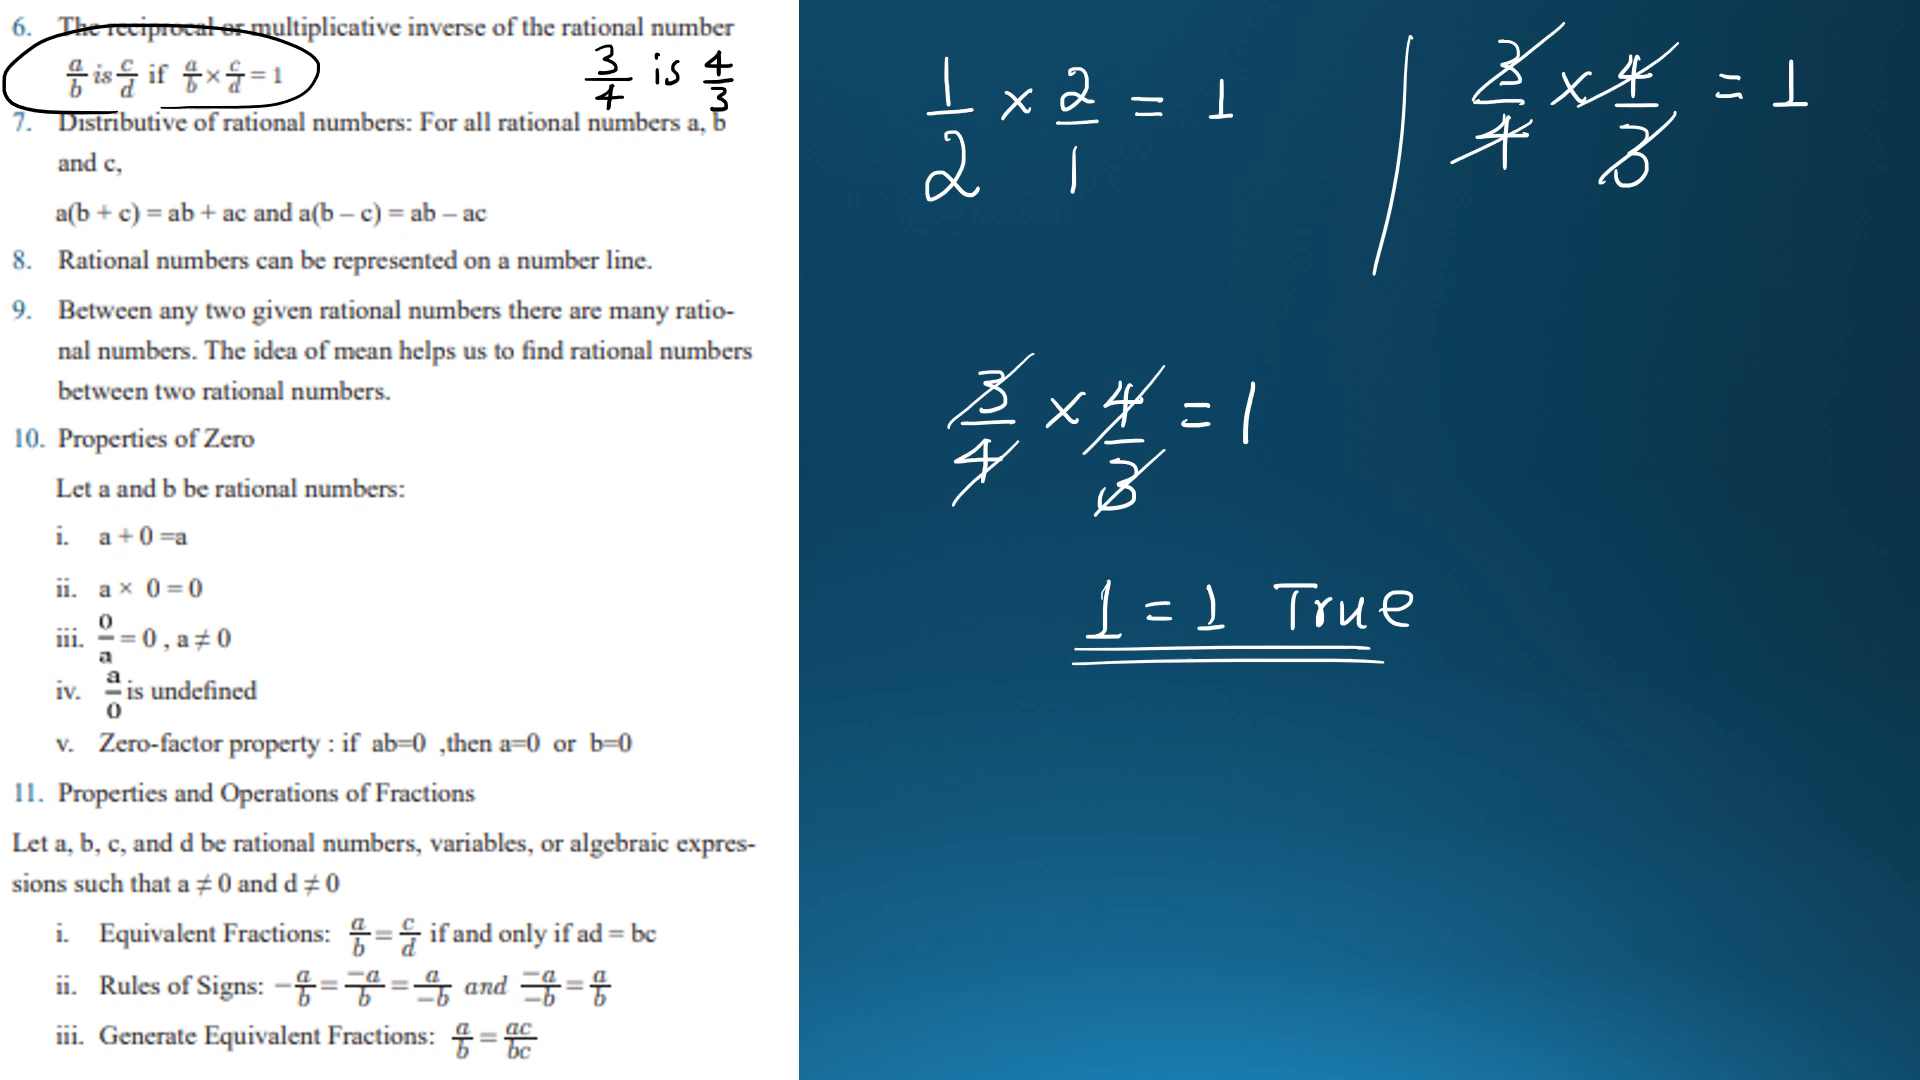 6. The reciprocal or multiplicative inverse of the rational number
a/b is c/d if a/b × c/d = 1
3/4 is 4/3
7. Distributive of rational numbers: For all rational numbers a, b
and c,
a(b + c) = ab + ac and a(b – c) = ab – ac
8. Rational numbers can be represented on a number line.
9. Between any two given rational numbers there are many ratio-
nal numbers. The idea of mean helps us to find rational numbers
between two rational numbers.
10. Properties of Zero
Let a and b be rational numbers:
i. a + 0 =a
ii. a × 0 = 0
iii. 0/a = 0 , a ≠ 0
iv. a/0 is undefined
v. Zero-factor property : if ab=0 ,then a=0 or b=0
11. Properties and Operations of Fractions
Let a, b, c, and d be rational numbers, variables, or algebraic expres-
sions such that a ≠ 0 and d ≠ 0
i. Equivalent Fractions: a/b = c/d if and only if ad = bc
ii. Rules of Signs: –a/b = –a/b = a/–b and –a/–b = a/b
iii. Generate Equivalent Fractions: a/b = ac/bc
1/2 × 2/1 = 1
3/4 × 4/3 = 1
3/4 × 4/3 = 1
1 = 1 True